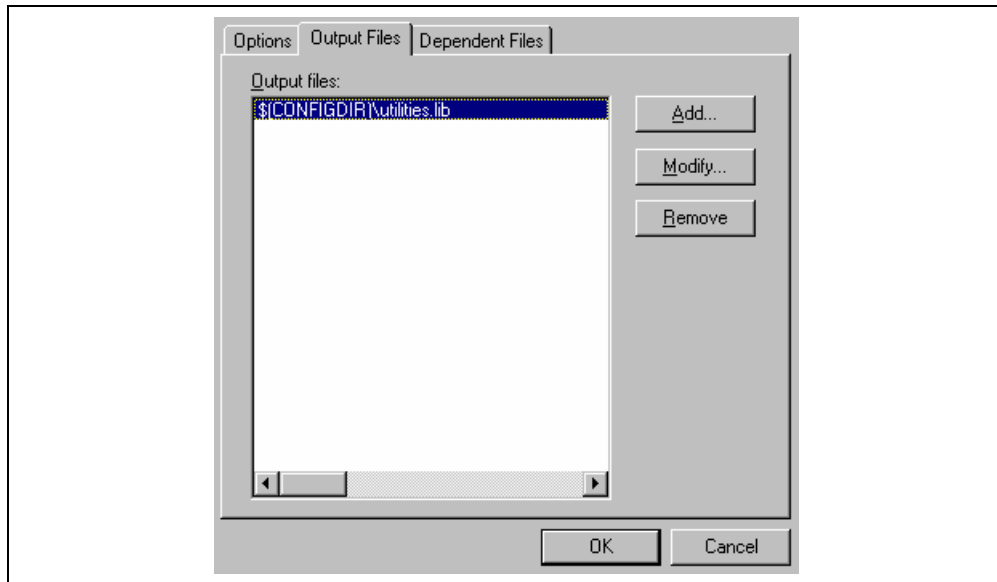 Options Output Files Dependent Files
Output files:
$(CONFIGDIR)\utilities.lib
Add...
Modify...
Remove
OK Cancel